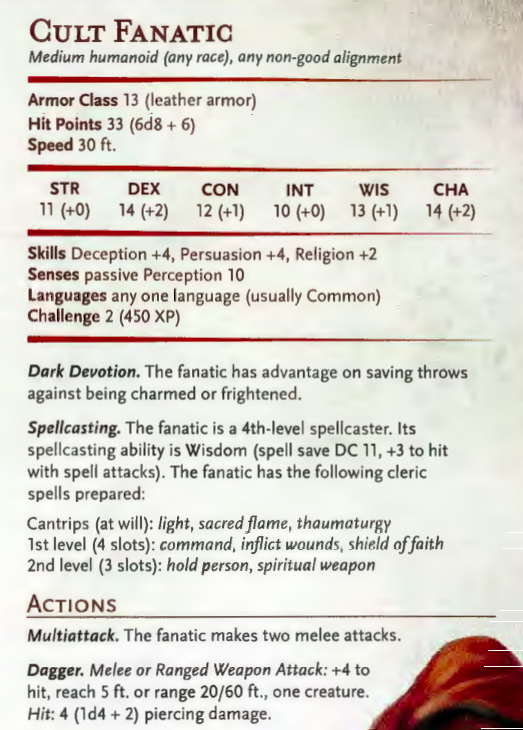 CULT FANATIC
Medium humanoid (any race), any non-good alignment
Armor Class 13 (leather armor)
Hit Points 33 (6d8 + 6)
Speed 30 ft.
STR DEX CON INT WIS CHA
11 (+0) 14 (+2) 12 (+1) 10 (+0) 13 (+1) 14 (+2)
Skills Deception +4, Persuasion +4, Religion +2
Senses passive Perception 10
Languages any one language (usually Common)
Challenge 2 (450 XP)
Dark Devotion. The fanatic has advantage on saving throws
against being charmed or frightened.
Spellcasting. The fanatic is a 4th-level spellcaster. Its
spellcasting ability is Wisdom (spell save DC 11, +3 to hit
with spell attacks). The fanatic has the following cleric
spells prepared:
Cantrips (at will): light, sacred flame, thaumaturgy
1st level (4 slots): command, inflict wounds, shield of faith
2nd level (3 slots): hold person, spiritual weapon
ACTIONS
Multiattack. The fanatic makes two melee attacks.
Dagger. Melee or Ranged Weapon Attack: +4 to
hit, reach 5 ft. or range 20/60 ft., one creature.
Hit: 4 (1d4 + 2) piercing damage.